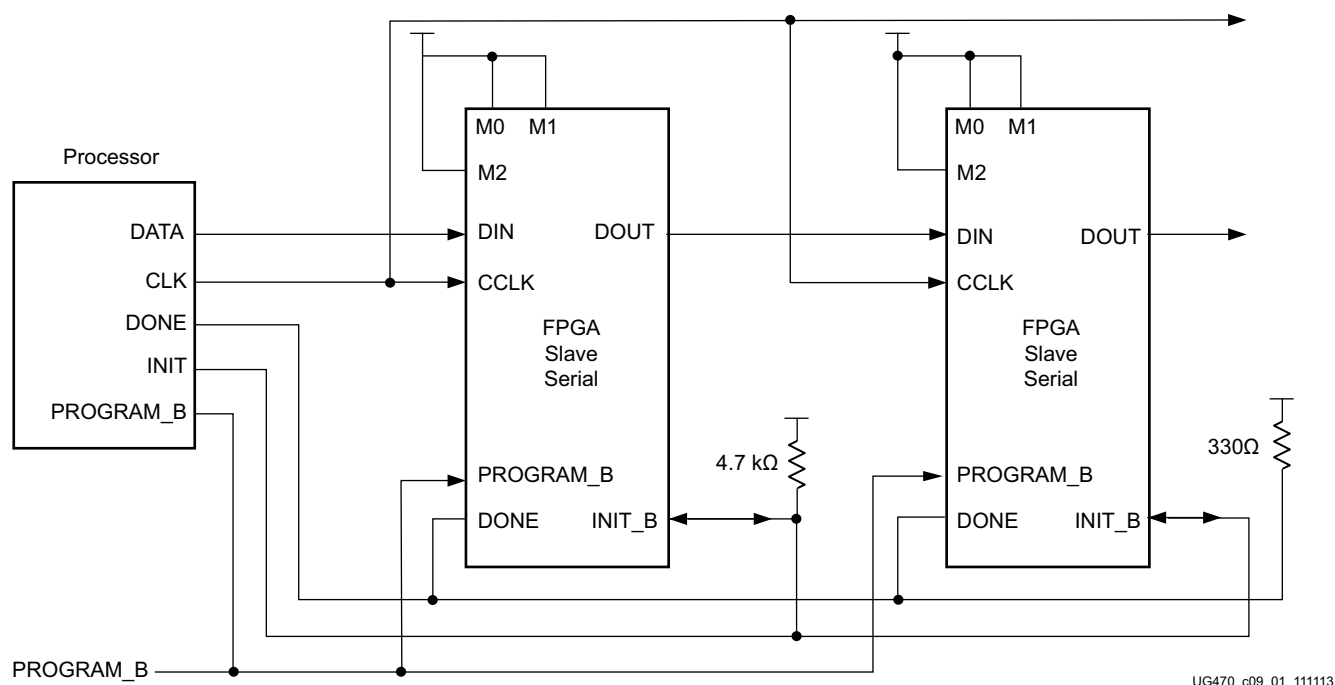 Processor
DATA
CLK
DONE
INIT
PROGRAM_B
M0 M1
M2
DIN DOUT
CCLK
FPGA
Slave
Serial
PROGRAM_B
DONE INIT_B
4.7 kΩ
M0 M1
M2
DIN DOUT
CCLK
FPGA
Slave
Serial
PROGRAM_B
DONE INIT_B
330Ω
PROGRAM_B
UG470_c09_01_111113